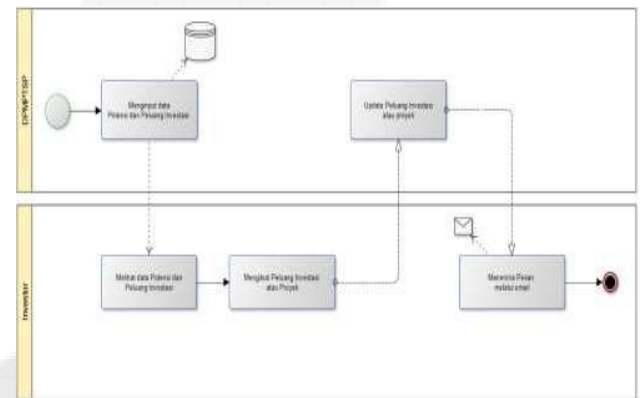 DPMPTSP
Menginput data
Potensi dan Peluang Investasi
Update Peluang Investasi
atau proyek
Investor
Melihat data Potensi dan
Peluang Investasi
Mengikuti Peluang Investasi
atau Proyek
Menerima Pesan
melalui email